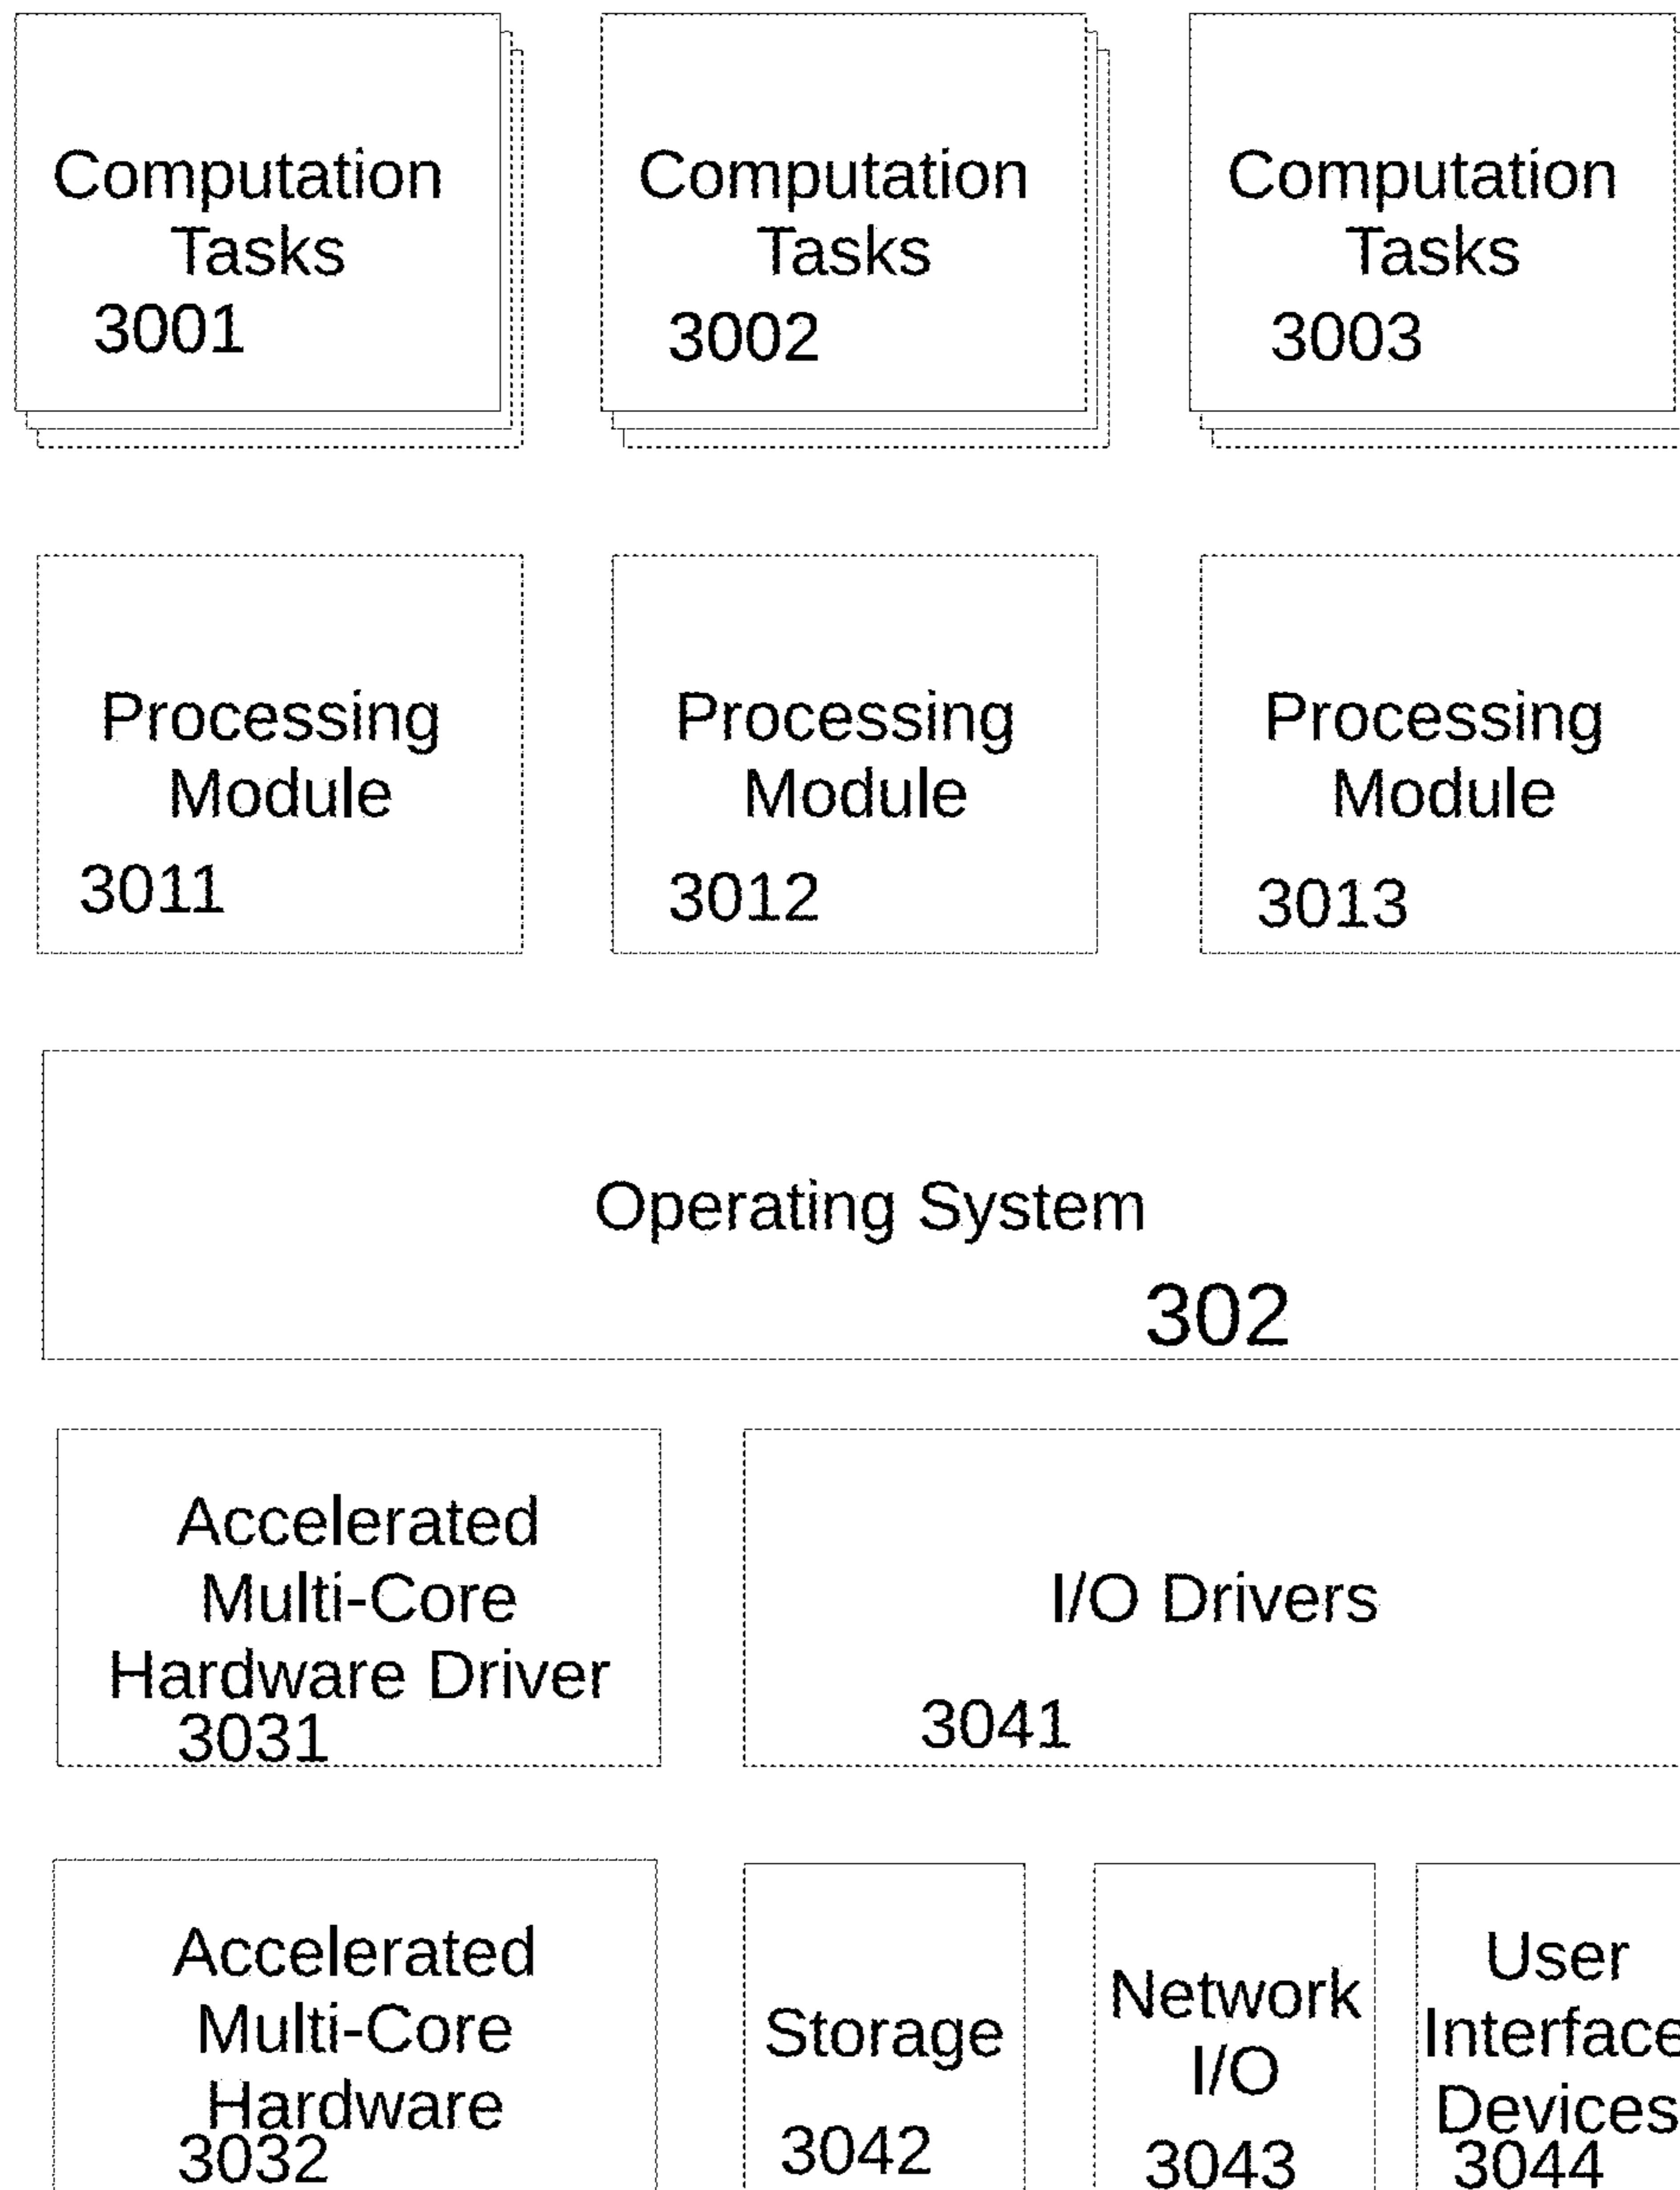 Computation
Tasks
3001
Computation
Tasks
3002
Computation
Tasks
3003
Processing
Module
3011
Processing
Module
3012
Processing
Module
3013
Operating System
302
Accelerated
Multi-Core
Hardware Driver
3031
I/O Drivers
3041
Accelerated
Multi-Core
Hardware
3032
Storage
3042
Network
I/O
3043
User
Interface
Devices
3044